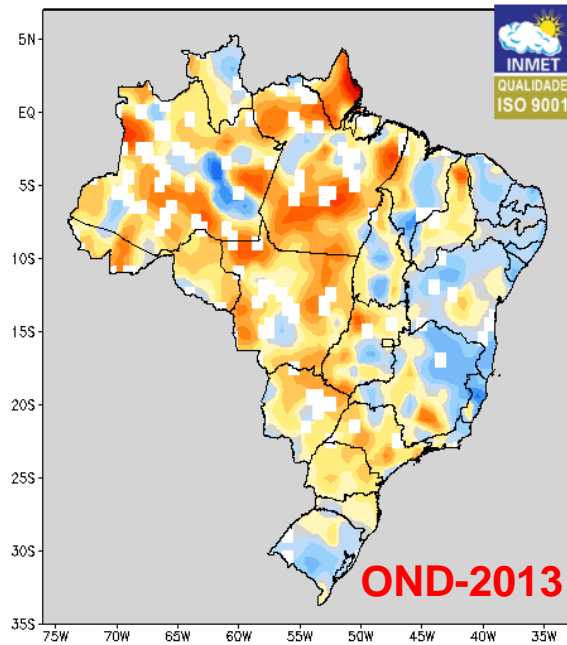 INMET
QUALIDADE
ISO 9001
5N
EQ
5S
10S
15S
20S
25S
30S
35S
OND-2013
75W 70W 65W 60W 55W 50W 45W 40W 35W